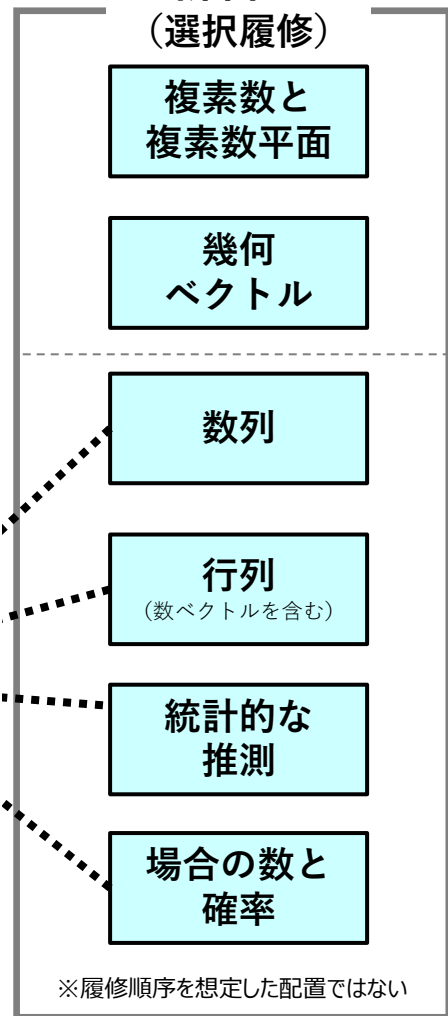 (選択履修)
複素数と
複素数平面
幾何
ベクトル
数列
行列
(数ベクトルを含む)
統計的な
推測
場合の数と
確率
※履修順序を想定した配置ではない